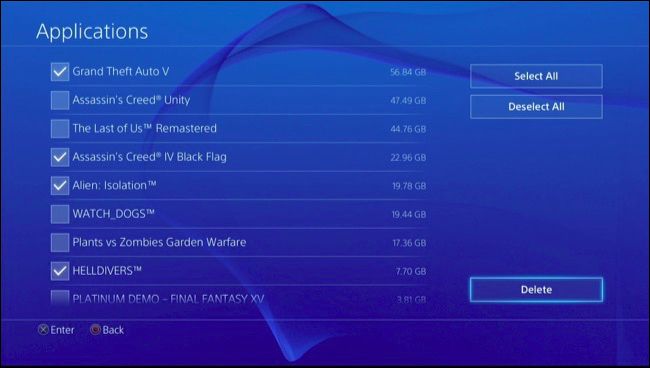 Applications
Grand Theft Auto V 56.84 GB
Select All
Assassin's Creed® Unity 47.49 GB
Deselect All
The Last of Us™ Remastered 44.76 GB
Assassin's Creed® IV Black Flag 22.96 GB
Alien: Isolation™ 19.78 GB
WATCH_DOGS™ 19.44 GB
Plants vs Zombies Garden Warfare 17.36 GB
HELLDIVERS™ 7.70 GB
Delete
PLATINUM DEMO – FINAL FANTASY XV 3.81 GB
Enter Back